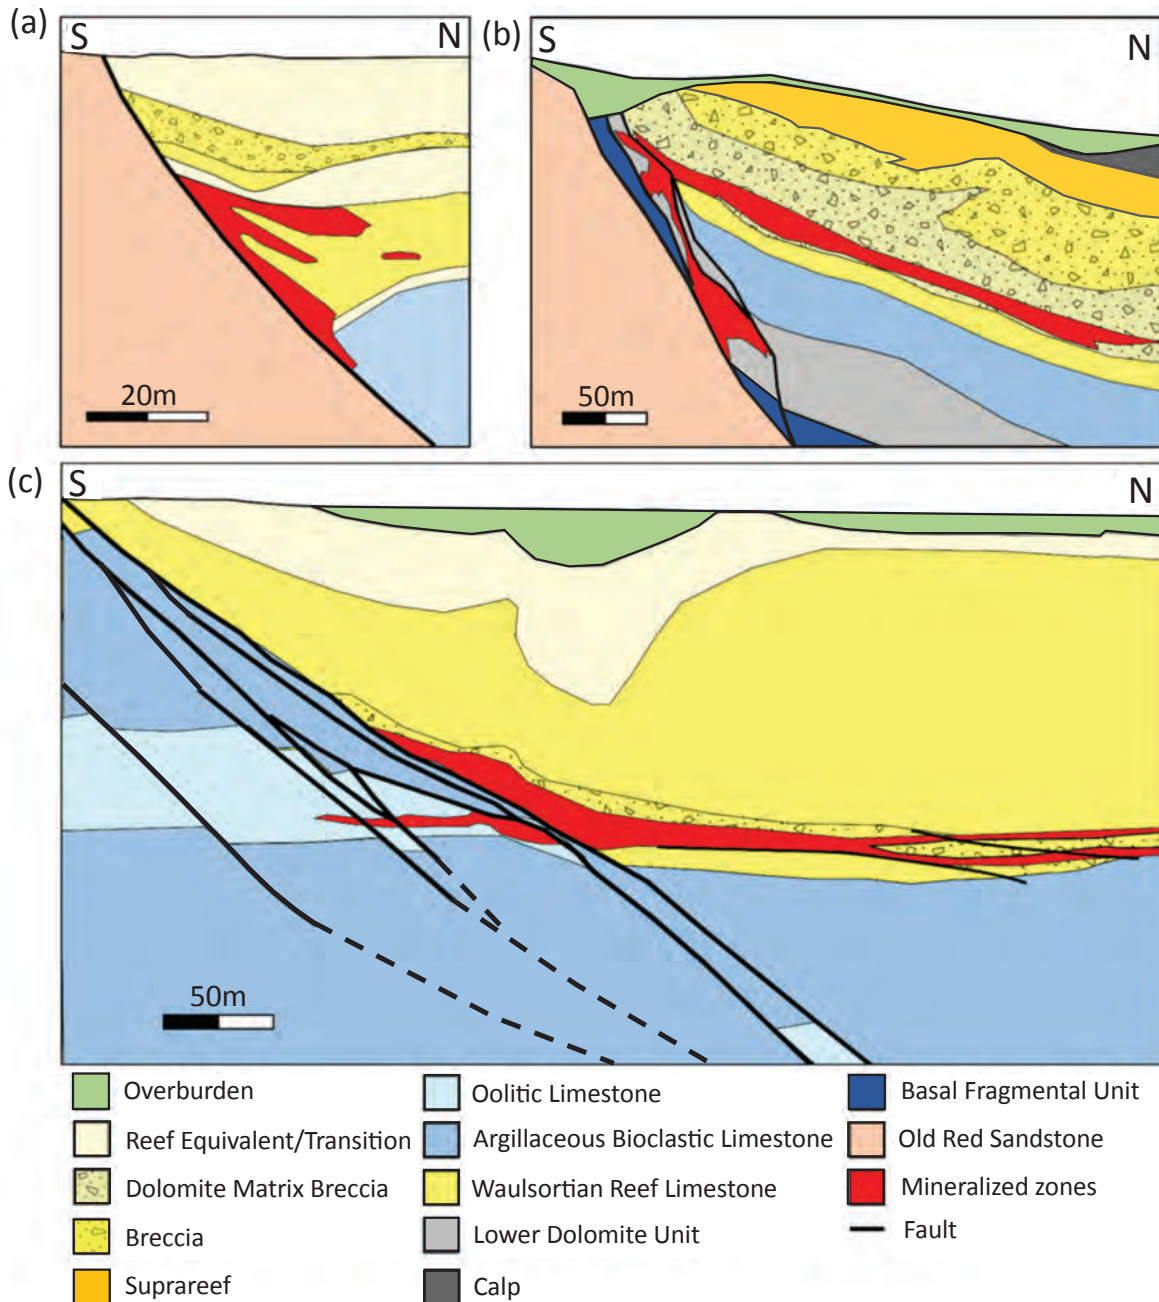 (a)
S
N
20m
(b)
S
N
50m
(c)
S
N
50m
Overburden
Reef Equivalent/Transition
Dolomite Matrix Breccia
Breccia
Suprareef
Oolitic Limestone
Argillaceous Bioclastic Limestone
Waulsortian Reef Limestone
Lower Dolomite Unit
Calp
Basal Fragmental Unit
Old Red Sandstone
Mineralized zones
Fault